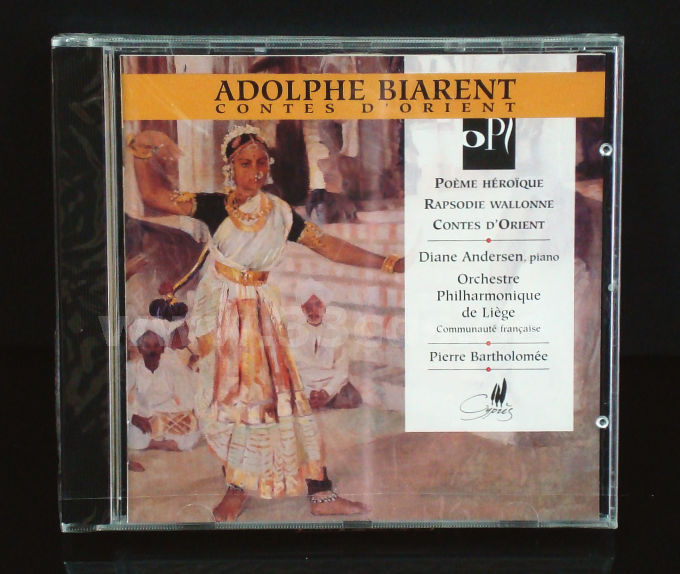 ADOLPHE BIARENT
CONTES D'ORIENT
OPL
POÈME HÉROÏQUE
RAPSODIE WALLONNE
CONTES D'ORIENT
Diane Andersen, piano
Orchestre
Philharmonique
de Liège
Communauté française
Pierre Bartholomée
Cyprès